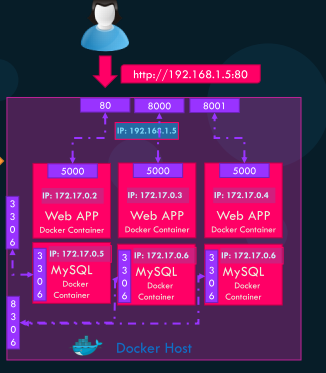 http://192.168.1.5:80
80 8000 8001
IP: 192.168.1.5
5000 5000 5000
IP: 172.17.0.2 IP: 172.17.0.3 IP: 172.17.0.4
Web APP Web APP Web APP
Docker Container Docker Container Docker Container
3306
IP: 172.17.0.5 IP: 172.17.0.6 IP: 172.17.0.6
3306 MySQL 3306 MySQL 3306 MySQL
Docker Docker Docker
Container Container Container
8306
Docker Host